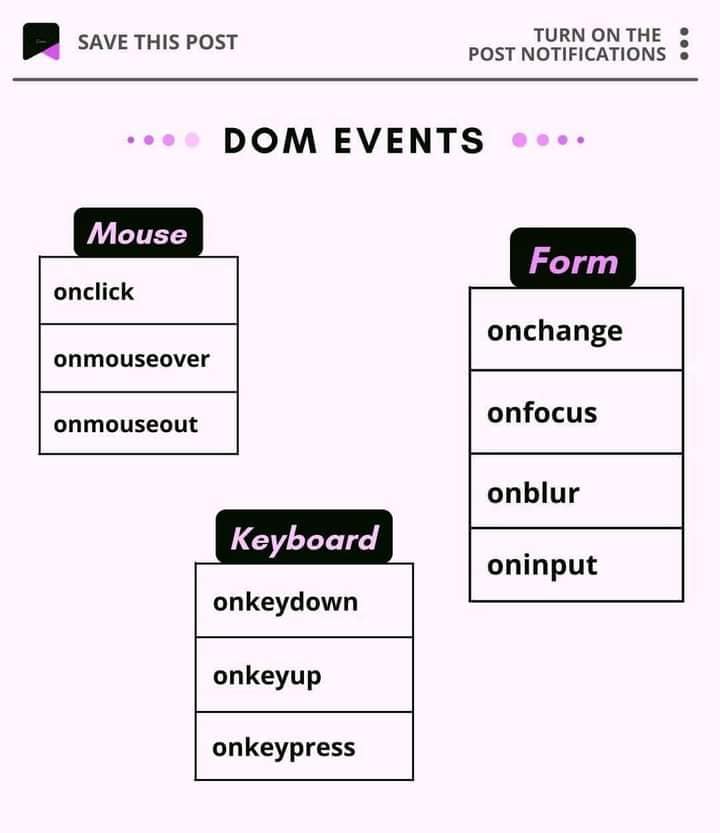 SAVE THIS POST
TURN ON THE
POST NOTIFICATIONS
DOM EVENTS
Mouse
onclick
onmouseover
onmouseout
Form
onchange
onfocus
onblur
oninput
Keyboard
onkeydown
onkeyup
onkeypress